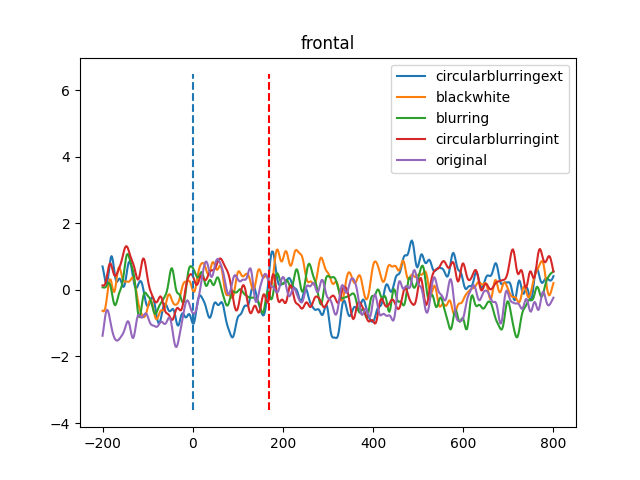 frontal
circularblurringext
blackwhite
blurring
circularblurringint
original
6
4
2
0
−2
−4
−200
0
200
400
600
800